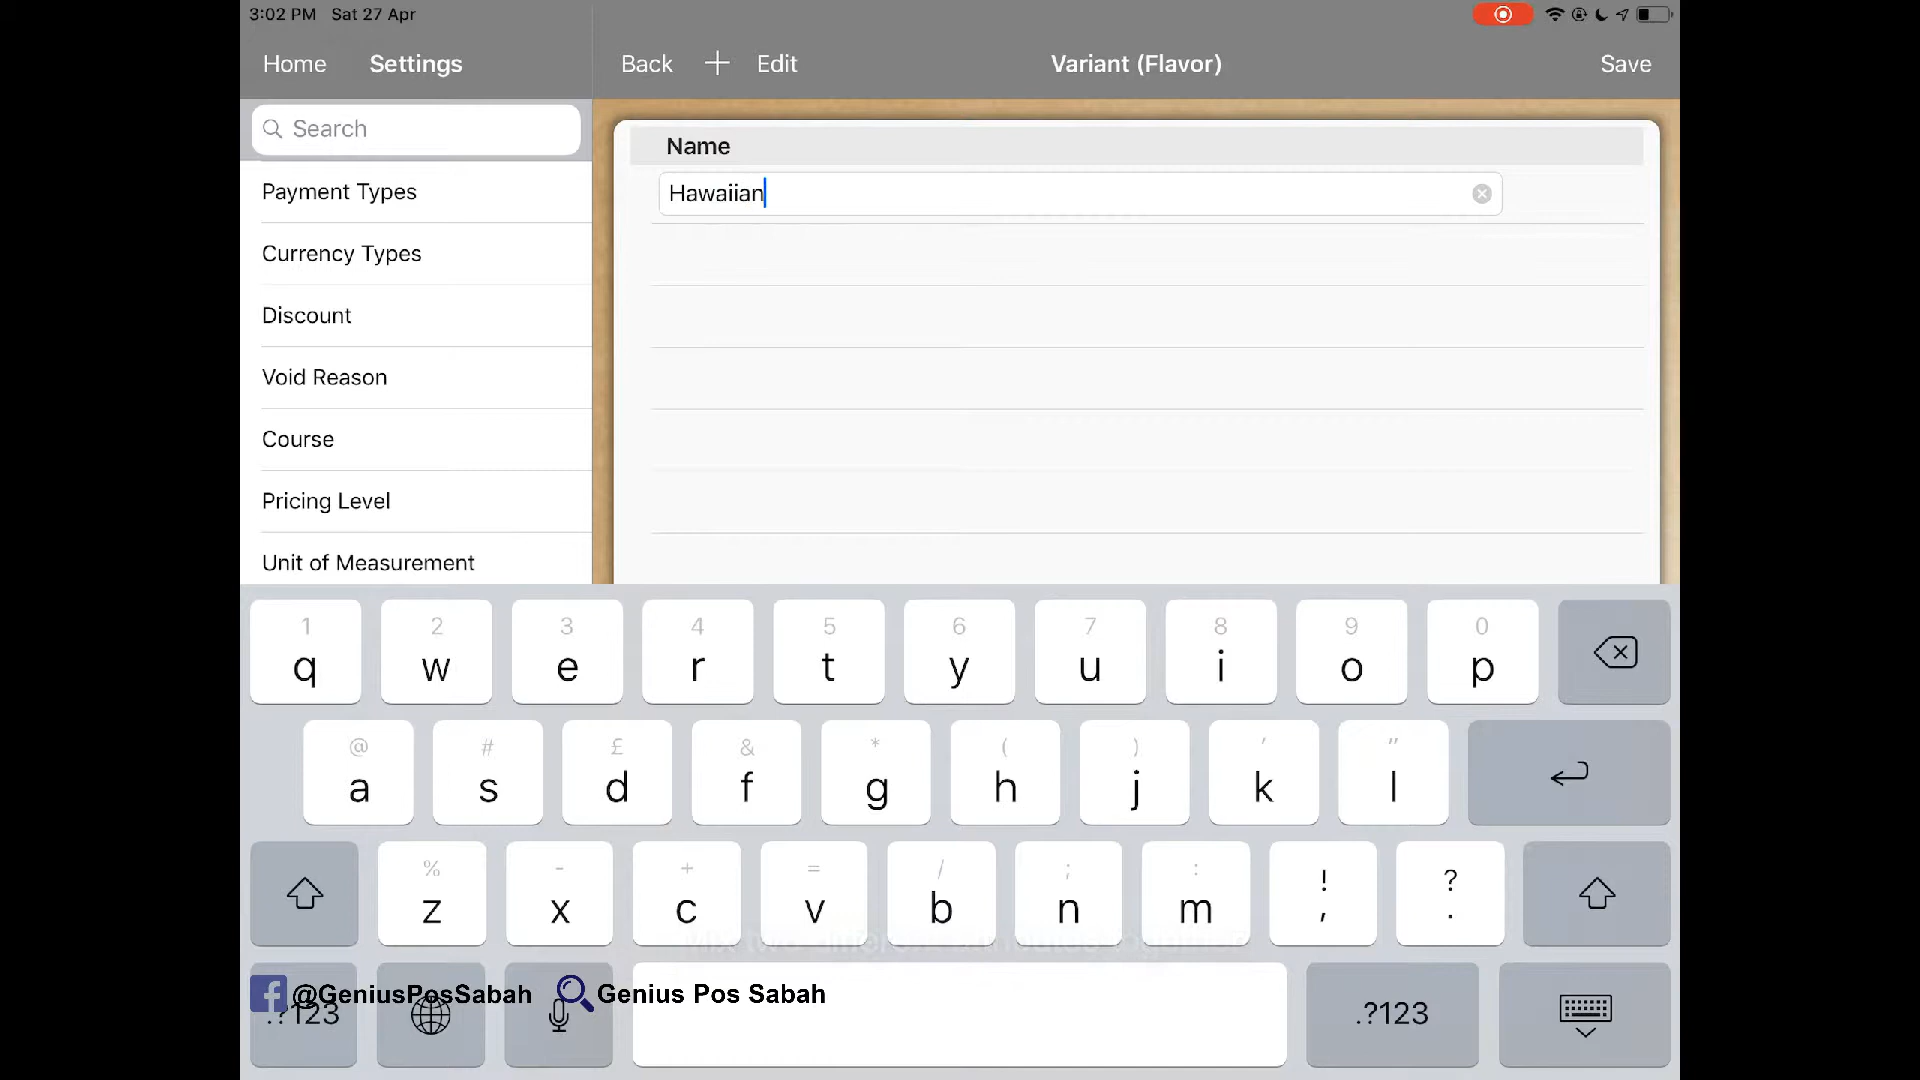 3:02 PM Sat 27 Apr
Home Settings Back + Edit Variant (Flavor) Save
Search
Name
Hawaiian
Payment Types
Currency Types
Discount
Void Reason
Course
Pricing Level
Unit of Measurement
1 2 3 4 5 6 7 8 9 0
q w e r t y u i o p
@ # £ & * ( ) ' "
a s d f g h j k l
% - + = / ; : ! ?
z x c v b n m , .
@GeniusPosSabah Genius Pos Sabah
.?123 .?123